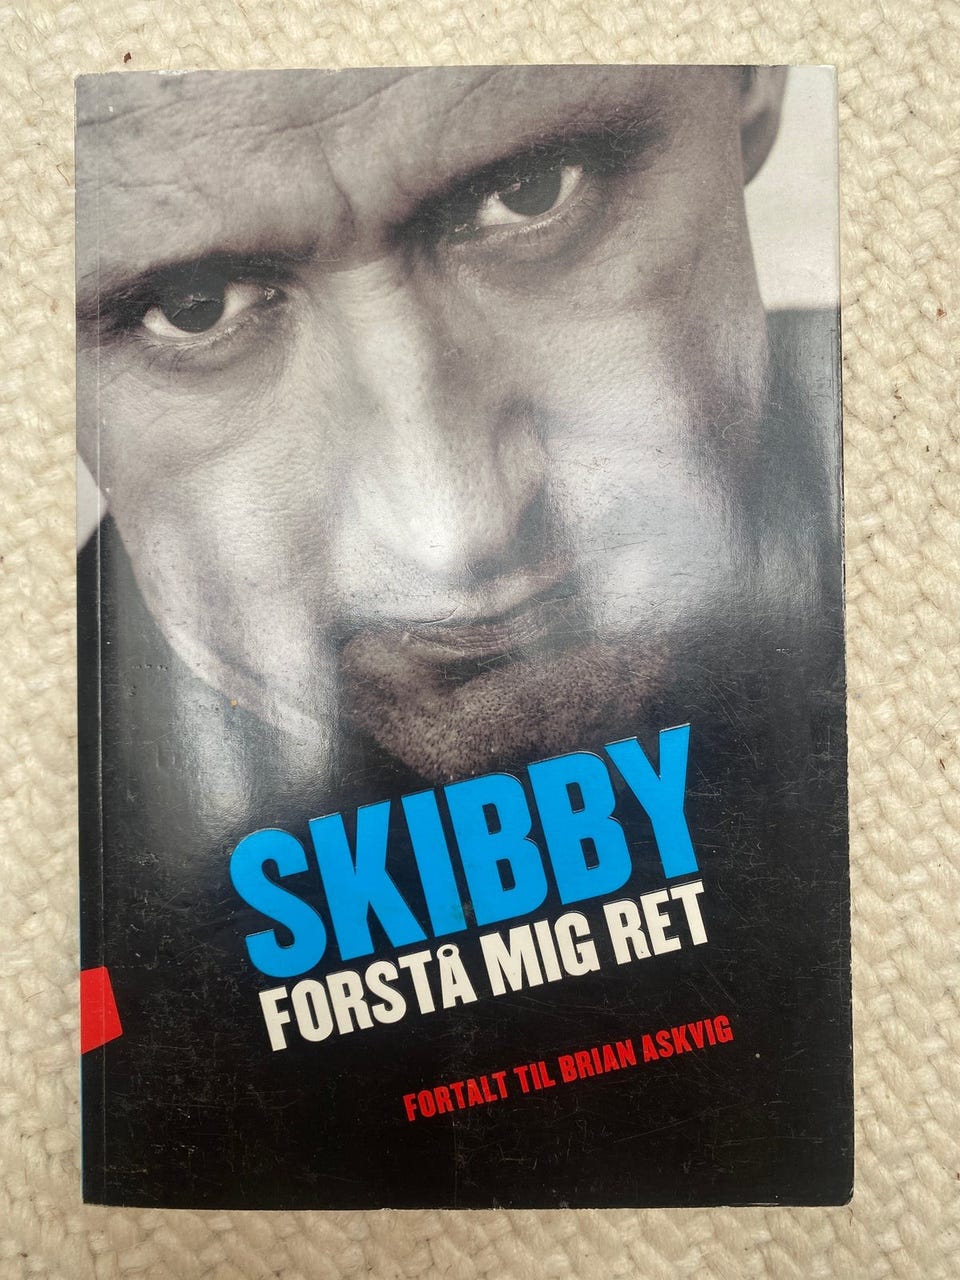 SKIBBY
FORSTÅ MIG RET
FORTALT TIL BRIAN ASKVIG